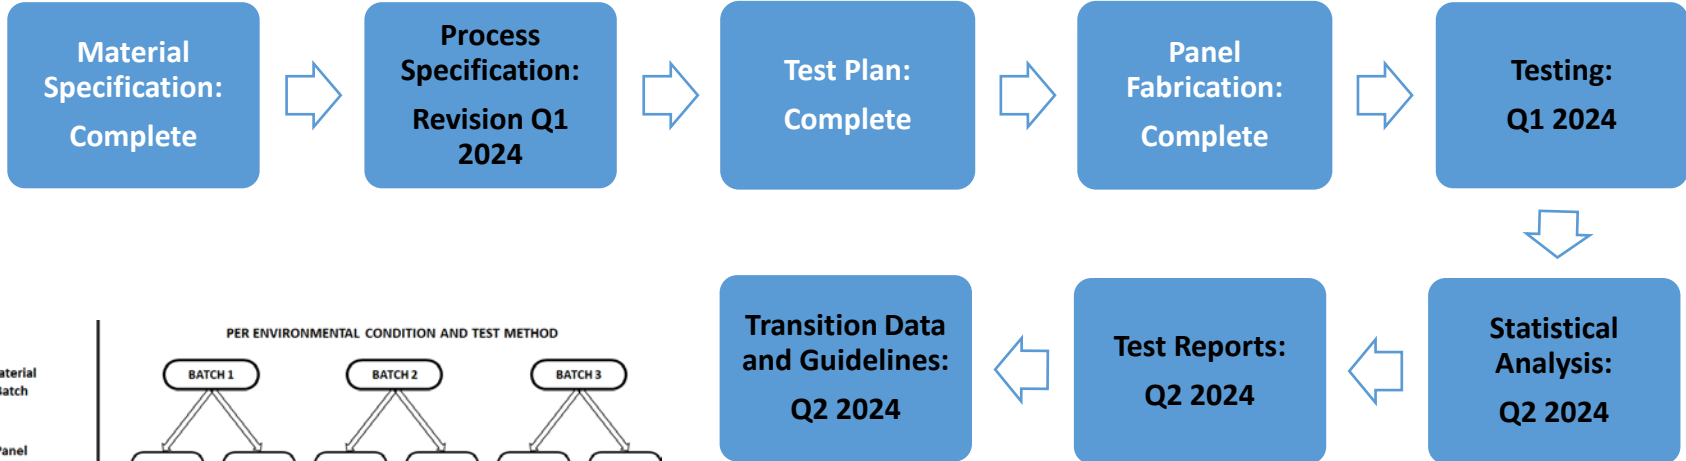 Material
Specification:
Complete
Process
Specification:
Revision Q1
2024
Test Plan:
Complete
Panel
Fabrication:
Complete
Testing:
Q1 2024
Transition Data
and Guidelines:
Q2 2024
Test Reports:
Q2 2024
Statistical
Analysis:
Q2 2024
PER ENVIRONMENTAL CONDITION AND TEST METHOD
aterial
Batch
BATCH 1
BATCH 2
BATCH 3
Panel